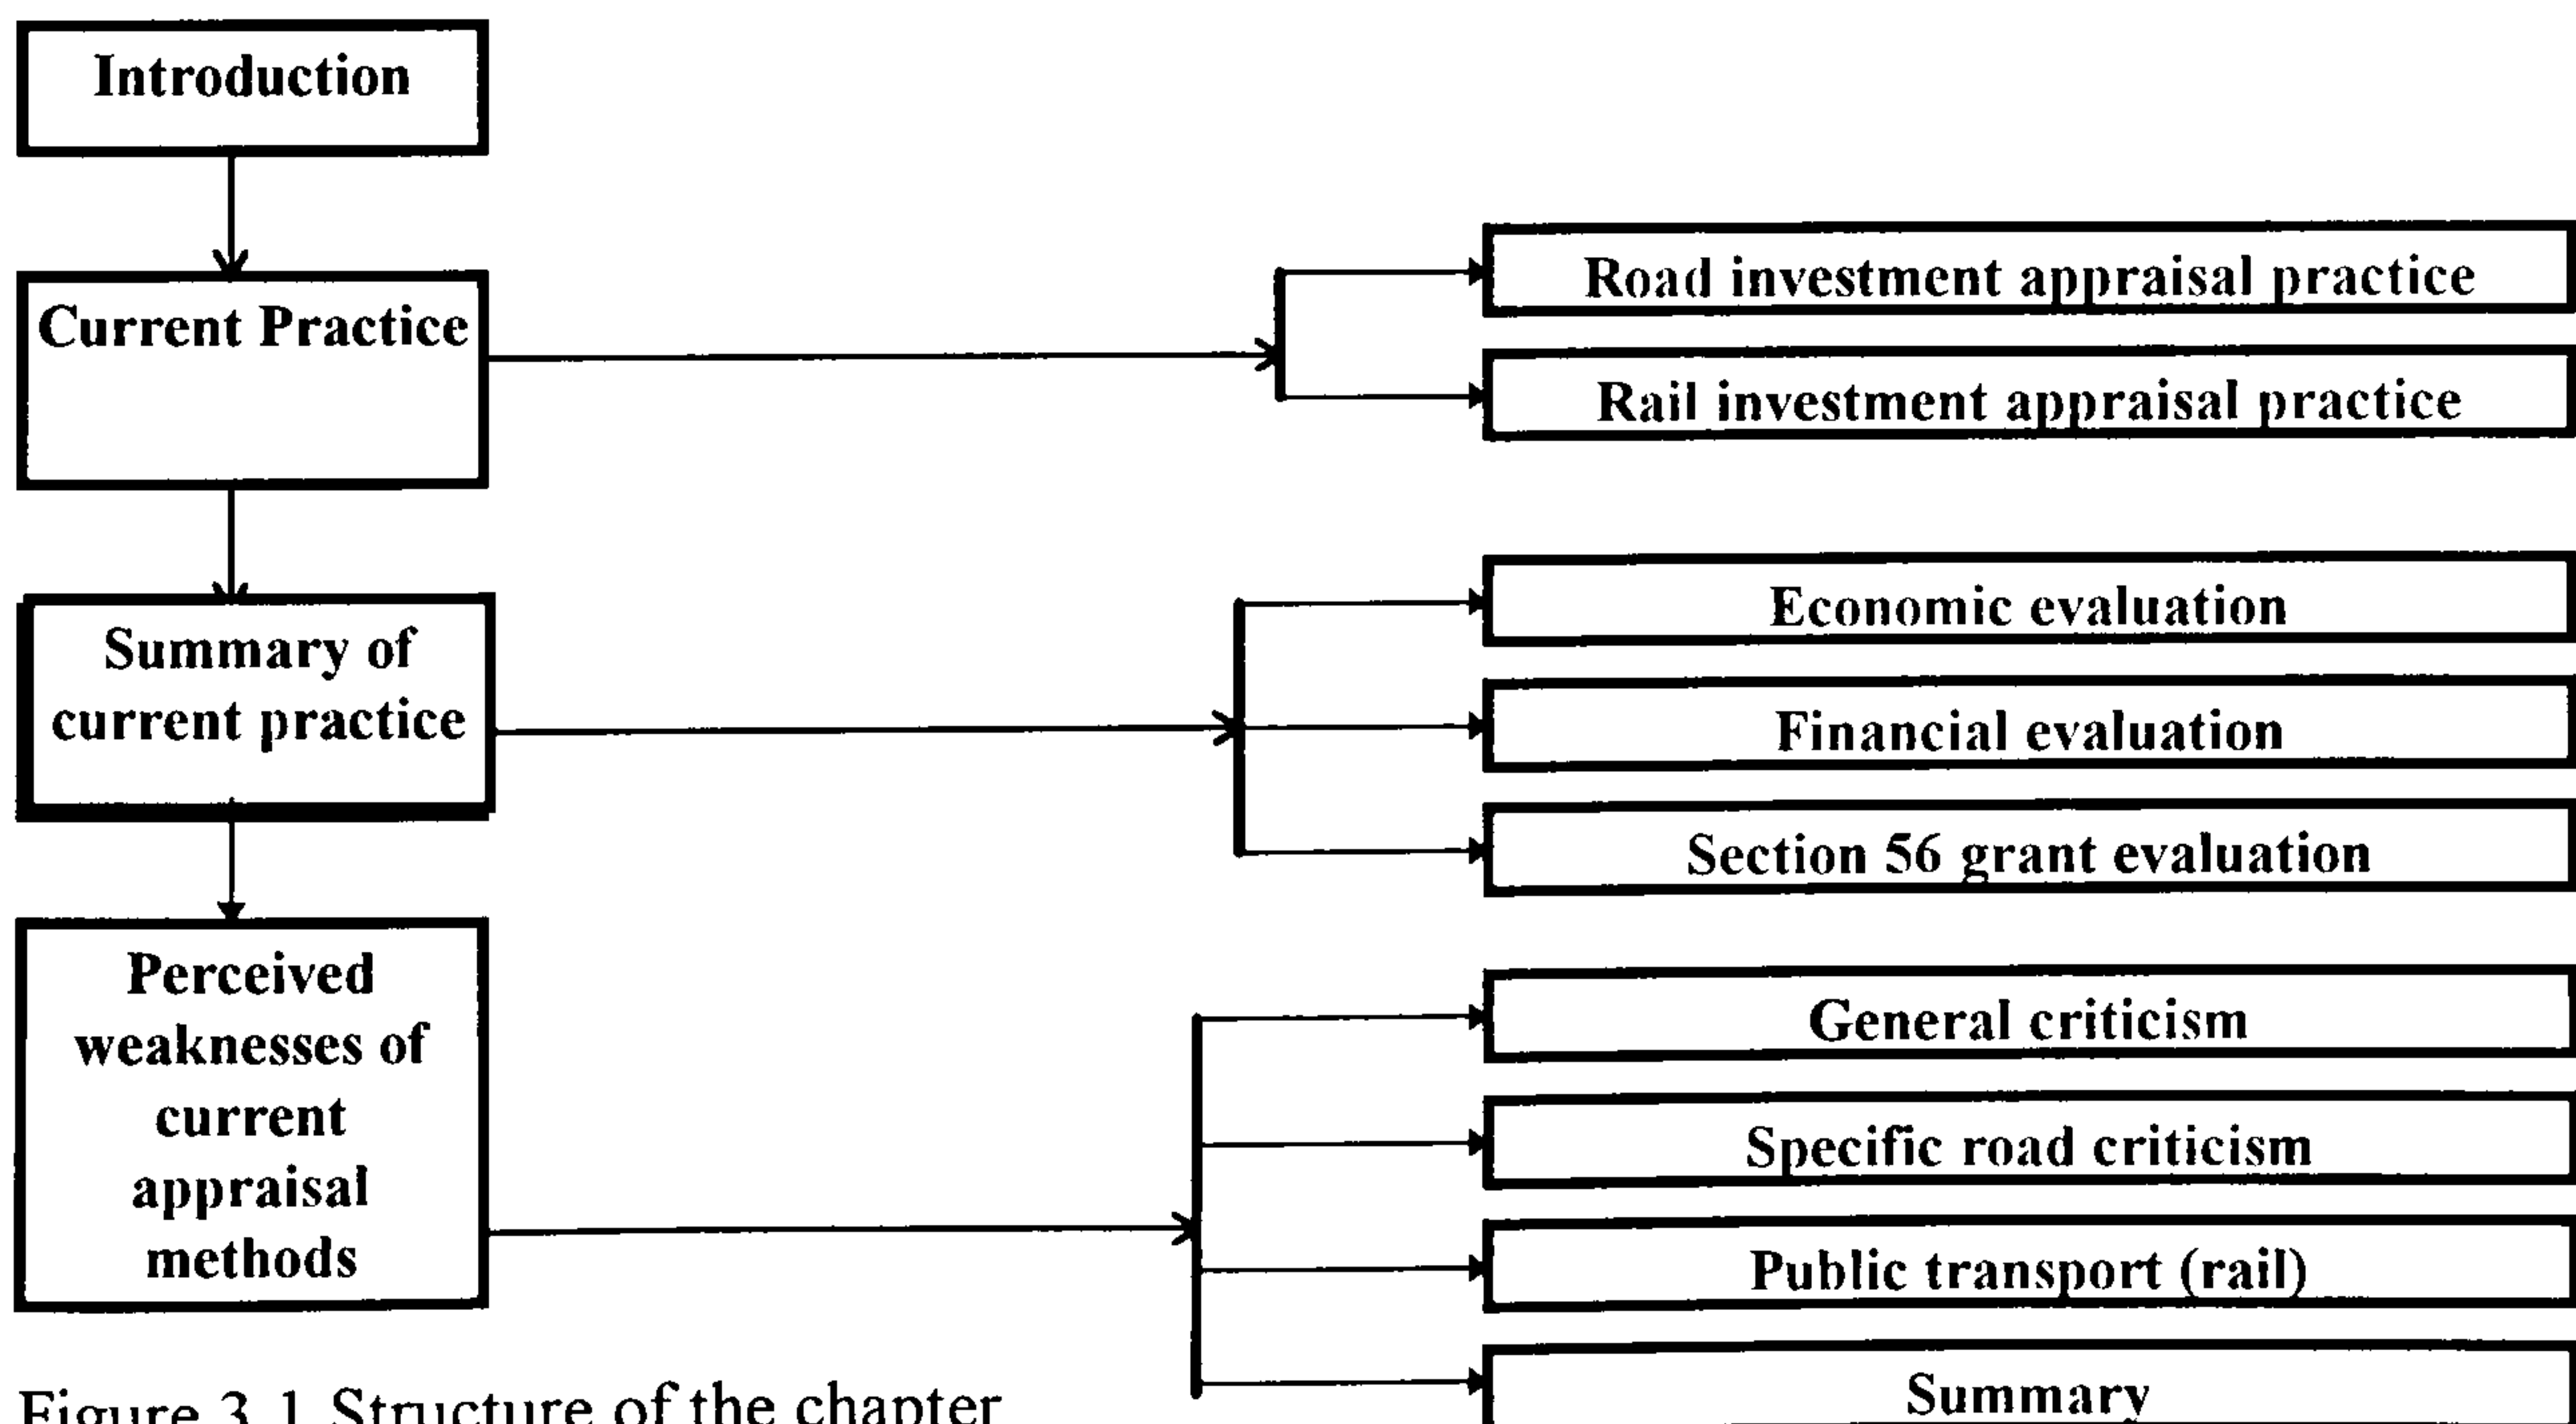 Introduction
Current Practice
Road investment appraisal practice
Rail investment appraisal practice
Summary of
current practice
Economic evaluation
Financial evaluation
Section 56 grant evaluation
Perceived
weaknesses of
current
appraisal
methods
General criticism
Specific road criticism
Public transport (rail)
Summary
Figure 3.1 Structure of the chapter